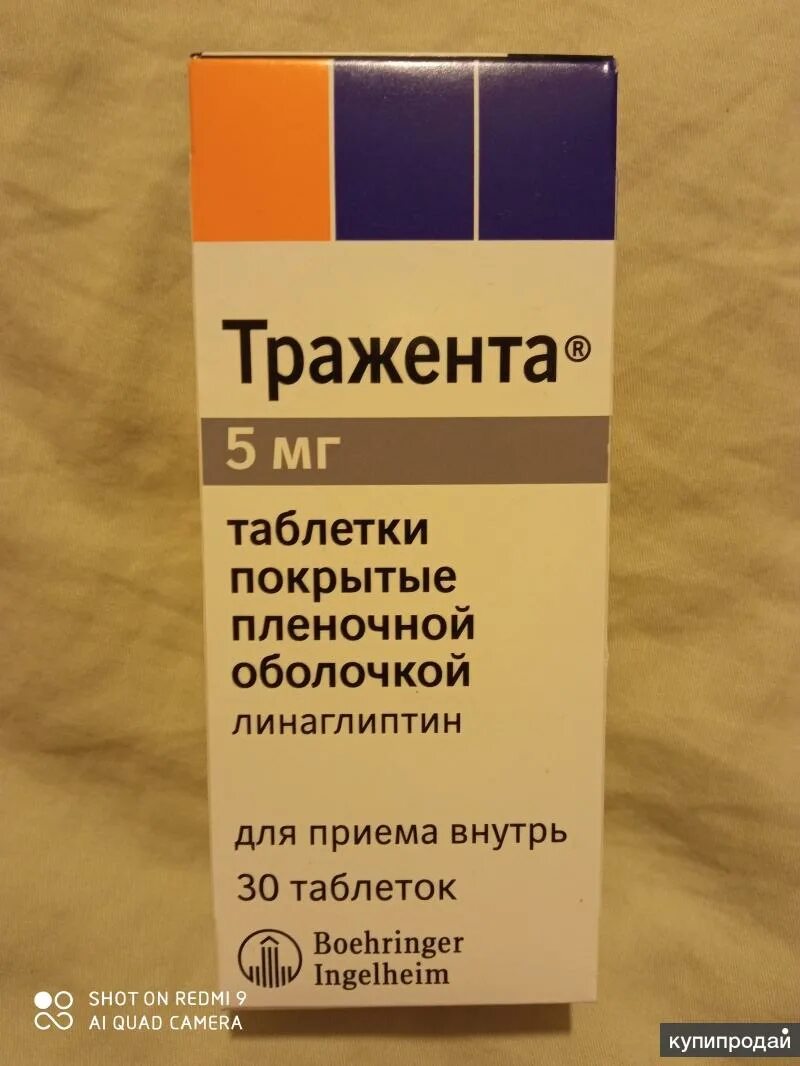 Тражента®
5 мг
таблетки
покрытые
пленочной
оболочкой
линаглиптин
для приема внутрь
30 таблеток
Boehringer
Ingelheim
SHOT ON REDMI 9
AI QUAD CAMERA
купипродай